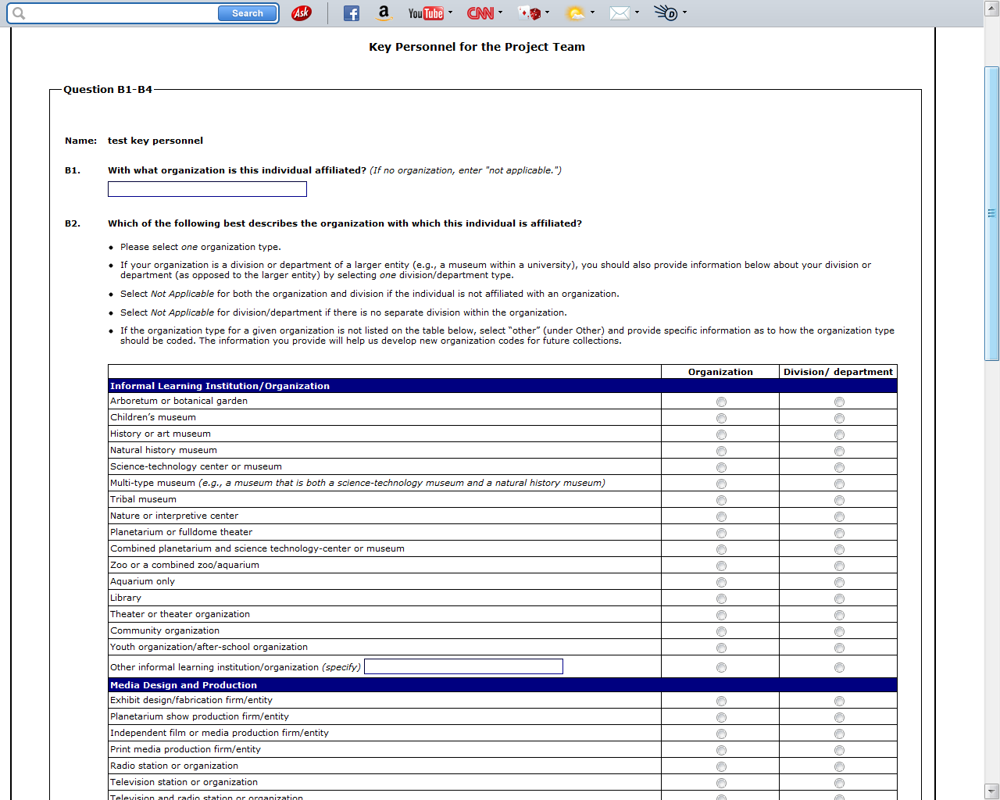 Search Ask a YouTube CNN D
Key Personnel for the Project Team
Question B1-B4
Name: test key personnel
B1. With what organization is this individual affiliated? (If no organization, enter "not applicable.")
B2. Which of the following best describes the organization with which this individual is affiliated?
• Please select one organization type.
• If your organization is a division or department of a larger entity (e.g., a museum within a university), you should also provide information below about your division or
department (as opposed to the larger entity) by selecting one division/department type.
• Select Not Applicable for both the organization and division if the individual is not affiliated with an organization.
• Select Not Applicable for division/department if there is no separate division within the organization.
• If the organization type for a given organization is not listed on the table below, select “other” (under Other) and provide specific information as to how the organization type
should be coded. The information you provide will help us develop new organization codes for future collections.
Organization Division/ department
Informal Learning Institution/Organization
Arboretum or botanical garden
Children’s museum
History or art museum
Natural history museum
Science-technology center or museum
Multi-type museum (e.g., a museum that is both a science-technology museum and a natural history museum)
Tribal museum
Nature or interpretive center
Planetarium or fulldome theater
Combined planetarium and science technology-center or museum
Zoo or a combined zoo/aquarium
Aquarium only
Library
Theater or theater organization
Community organization
Youth organization/after-school organization
Other informal learning institution/organization (specify)
Media Design and Production
Exhibit design/fabrication firm/entity
Planetarium show production firm/entity
Independent film or media production firm/entity
Print media production firm/entity
Radio station or organization
Television station or organization
Television and radio station or organization